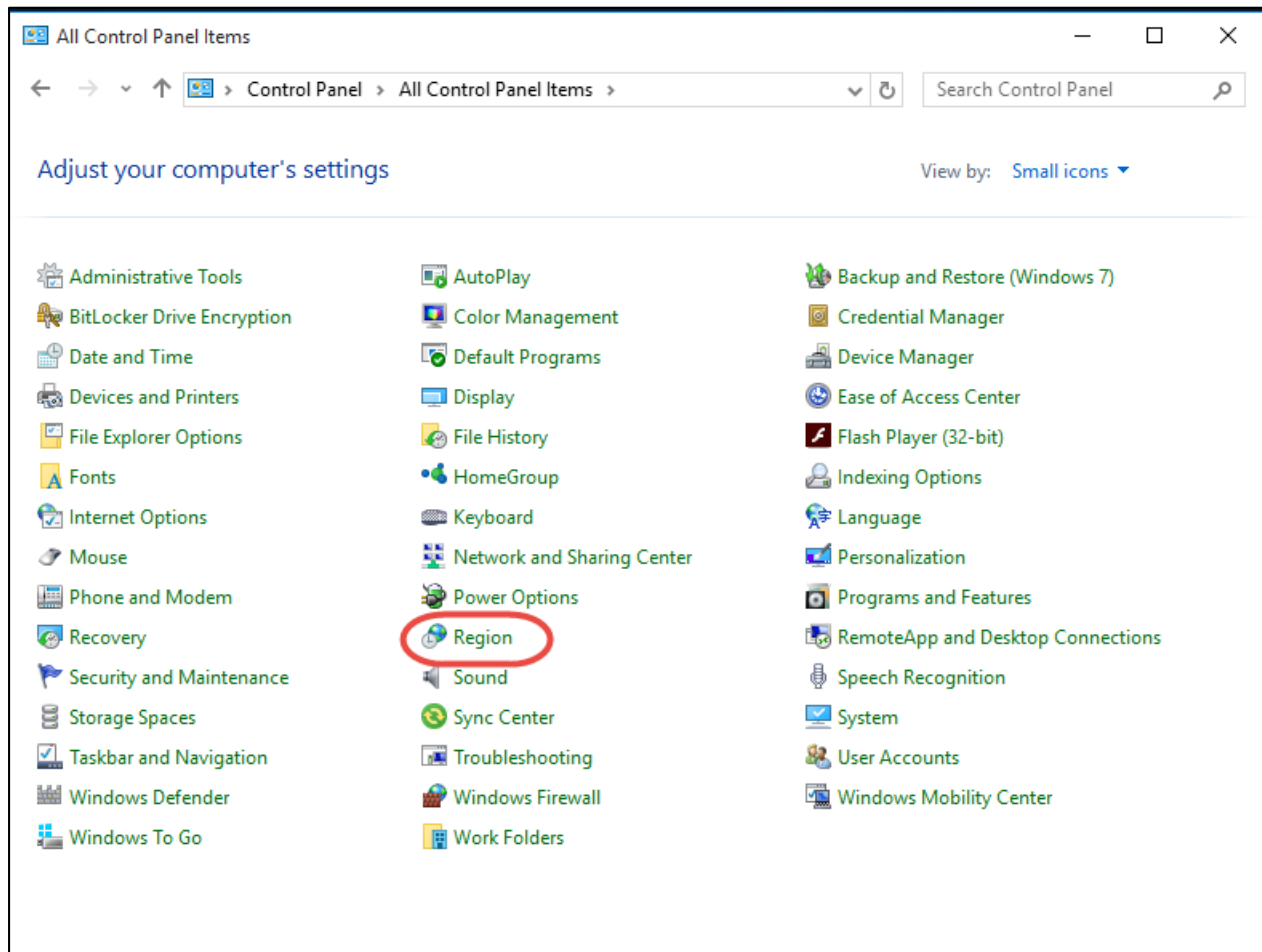 All Control Panel Items
Control Panel > All Control Panel Items > Search Control Panel
Adjust your computer's settings View by: Small icons
Administrative Tools AutoPlay Backup and Restore (Windows 7)
BitLocker Drive Encryption Color Management Credential Manager
Date and Time Default Programs Device Manager
Devices and Printers Display Ease of Access Center
File Explorer Options File History Flash Player (32-bit)
Fonts HomeGroup Indexing Options
Internet Options Keyboard Language
Mouse Network and Sharing Center Personalization
Phone and Modem Power Options Programs and Features
Recovery Region RemoteApp and Desktop Connections
Security and Maintenance Sound Speech Recognition
Storage Spaces Sync Center System
Taskbar and Navigation Troubleshooting User Accounts
Windows Defender Windows Firewall Windows Mobility Center
Windows To Go Work Folders